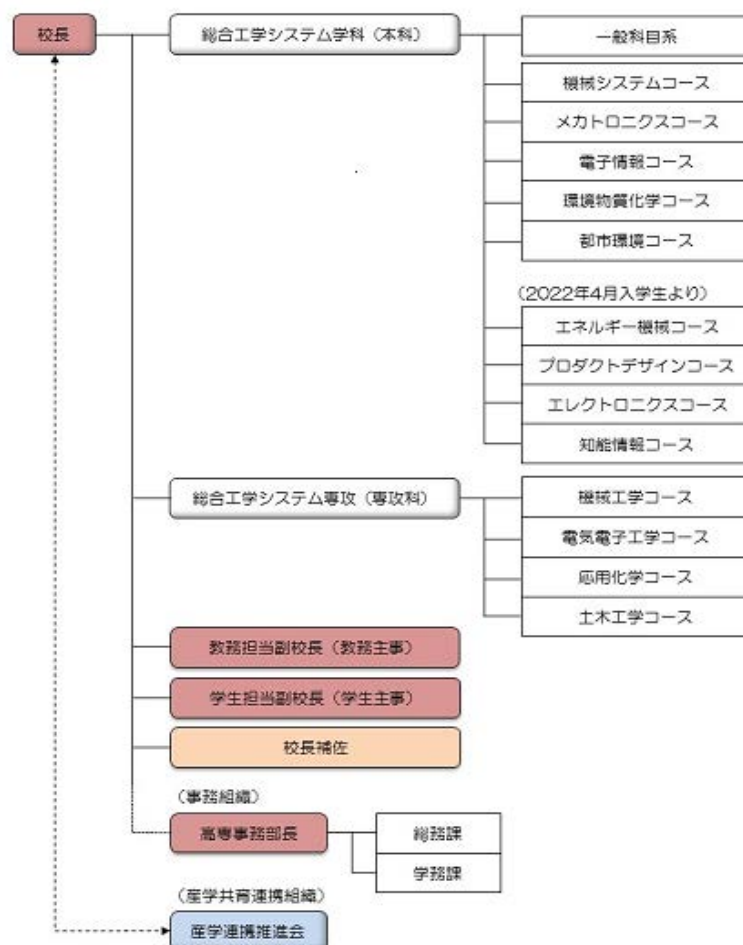 校長
総合工学システム学科（本科）
一般科目系
機械システムコース
メカトロニクスコース
電子情報コース
環境物質化学コース
都市環境コース
（2022年4月入学生より）
エネルギー機械コース
プロダクトデザインコース
エレクトロニクスコース
知能情報コース
総合工学システム専攻（専攻科）
機械工学コース
電気電子工学コース
応用化学コース
土木工学コース
教務担当副校長（教務主事）
学生担当副校長（学生主事）
校長補佐
（事務組織）
高専事務部長
総務課
学務課
（産学共育連携組織）
産学連携推進会